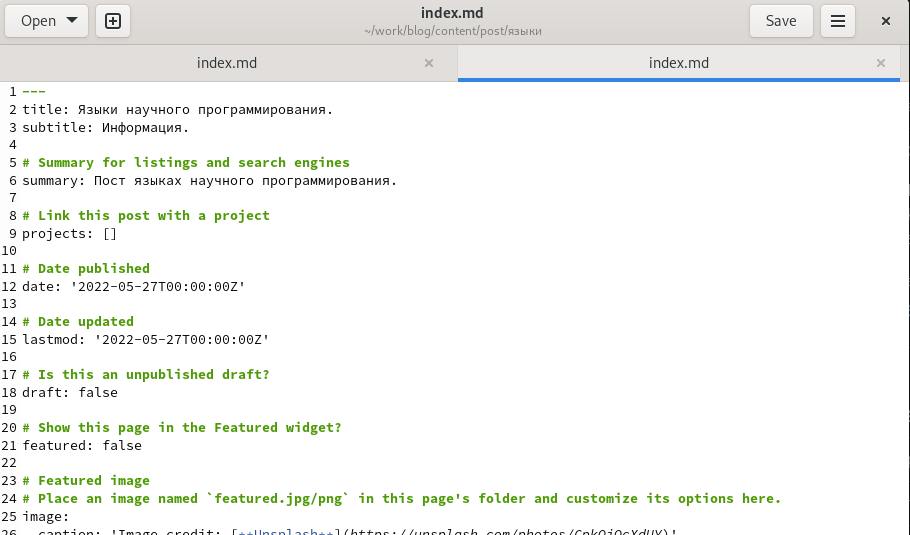 Open
index.md
~/work/blog/content/post/языки
Save
index.md
index.md
1 ---
2 title: Языки научного программирования.
3 subtitle: Информация.
4
5 # Summary for listings and search engines
6 summary: Пост языках научного программирования.
7
8 # Link this post with a project
9 projects: []
10
11 # Date published
12 date: '2022-05-27T00:00:00Z'
13
14 # Date updated
15 lastmod: '2022-05-27T00:00:00Z'
16
17 # Is this an unpublished draft?
18 draft: false
19
20 # Show this page in the Featured widget?
21 featured: false
22
23 # Featured image
24 # Place an image named `featured.jpg/png` in this page's folder and customize its options here.
25 image:
26 caption: 'Image credit: [**Unsplash**](https://unsplash.com/photos/